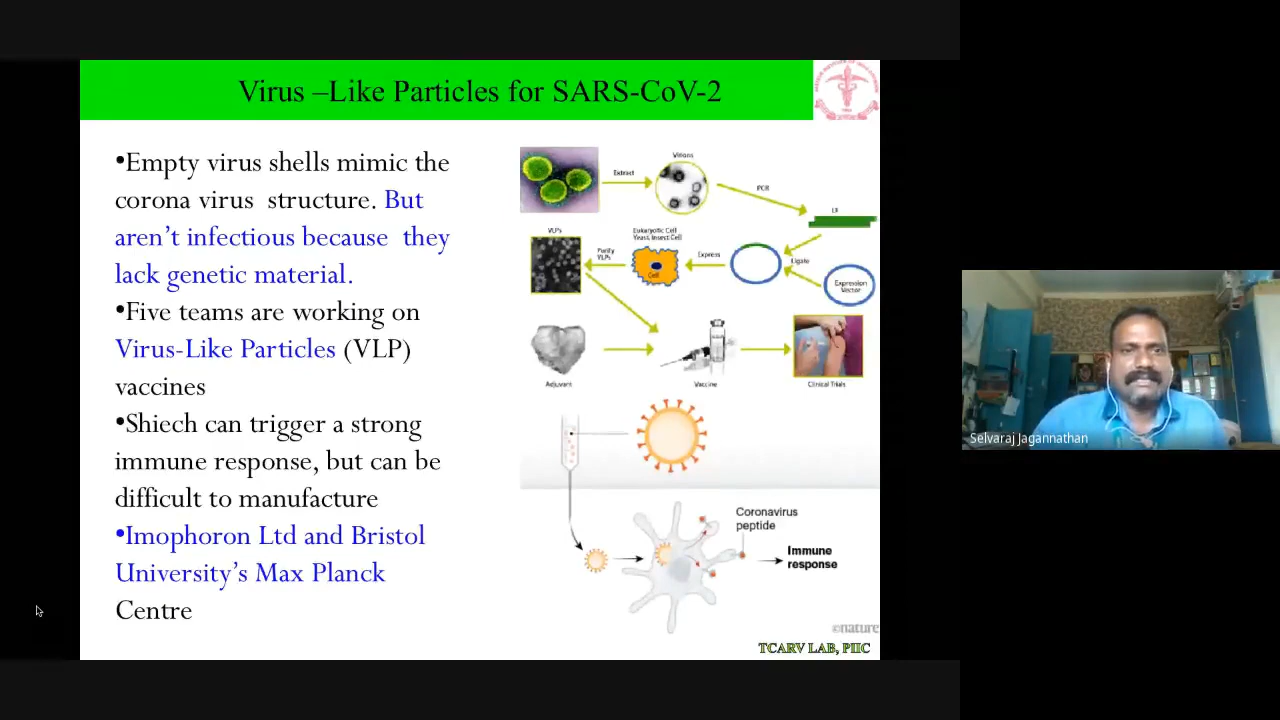 Virus –Like Particles for SARS-CoV-2
•Empty virus shells mimic the
corona virus structure. But
aren't infectious because they
lack genetic material.
•Five teams are working on
Virus-Like Particles (VLP)
vaccines
•Shiech can trigger a strong
immune response, but can be
difficult to manufacture
•Imophoron Ltd and Bristol
University's Max Planck
Centre
Extract
Virions
PCR
VLPs
Purify
VLPs
Eukaryotic Cell
Yeast, Insect Cell
Cell
Express
Ligate
Expression
Vector
Adjuvant
Vaccine
Clinical Trials
Coronavirus
peptide
Immune
response
©nature
TCARV LAB, PIIC
Selvaraj Jagannathan